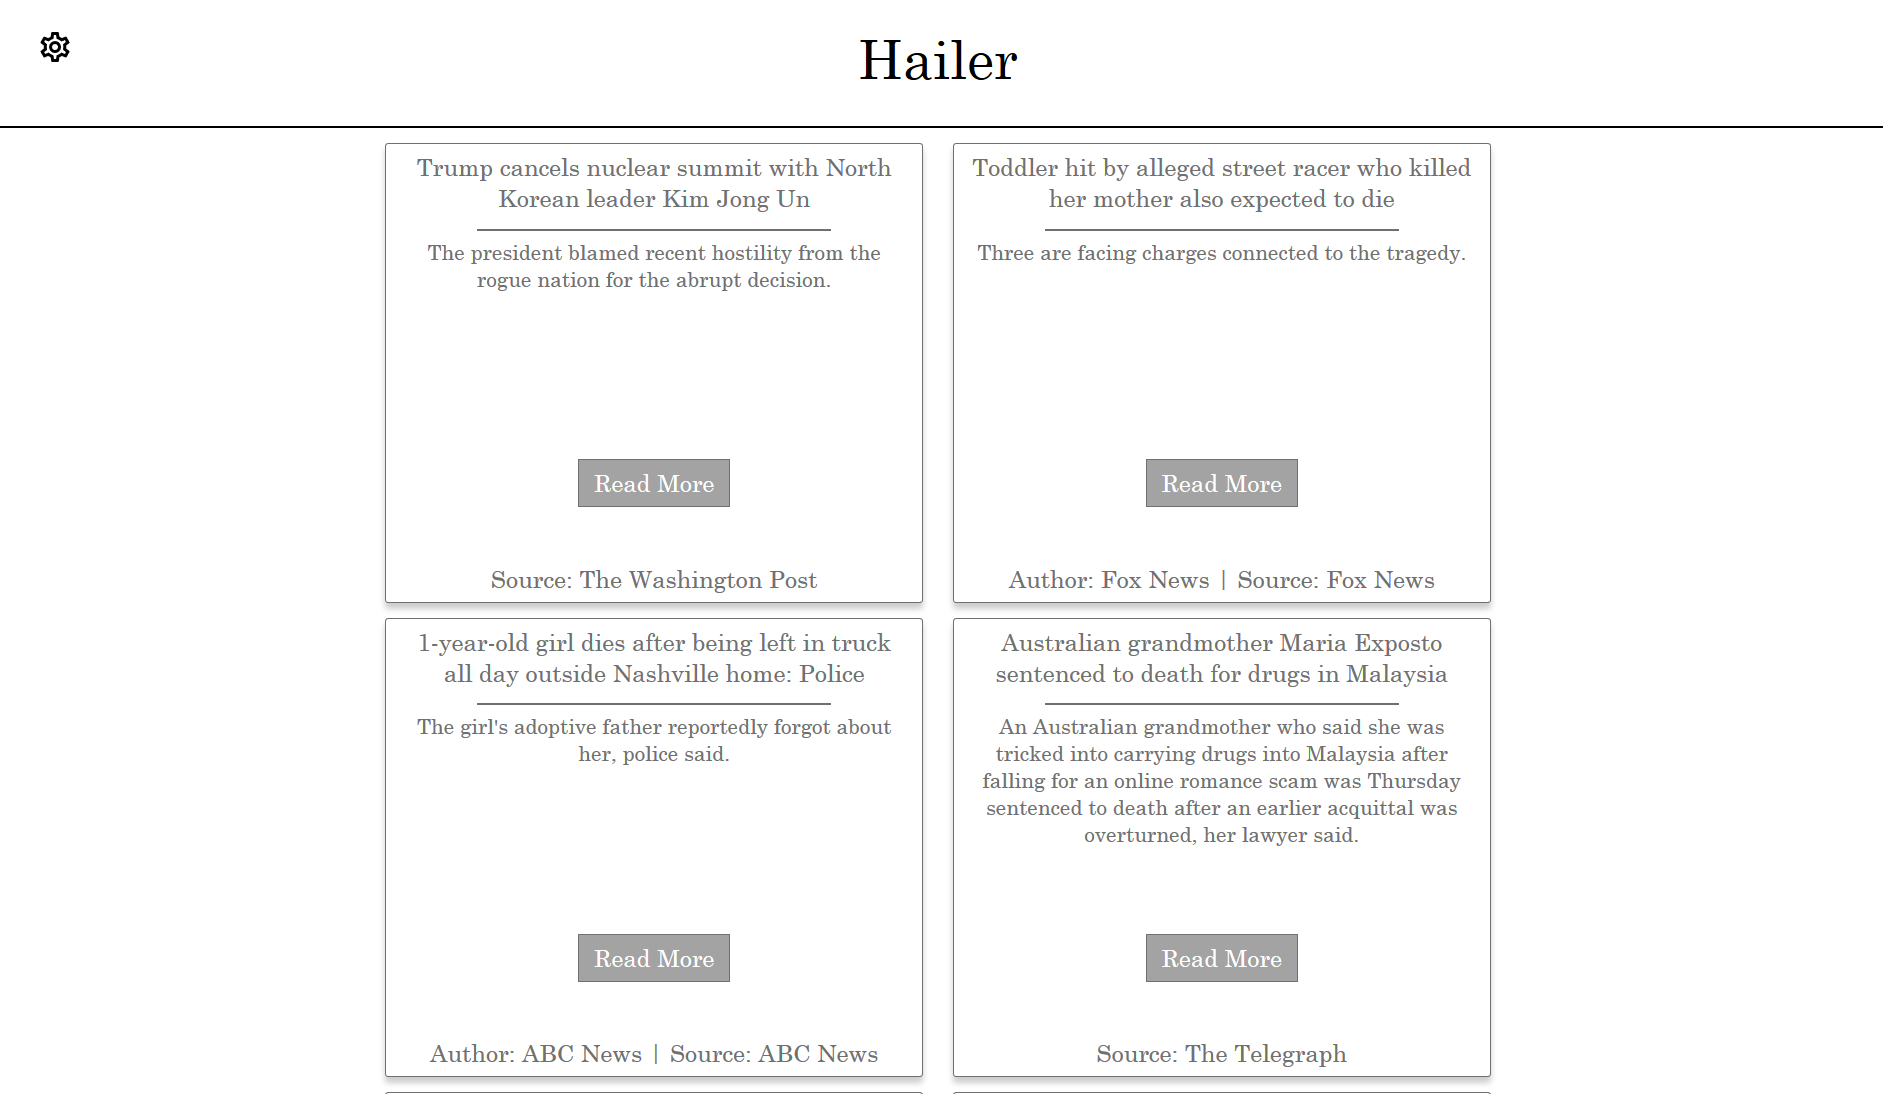 Hailer
Trump cancels nuclear summit with North
Korean leader Kim Jong Un
The president blamed recent hostility from the
rogue nation for the abrupt decision.
Read More
Source: The Washington Post
Toddler hit by alleged street racer who killed
her mother also expected to die
Three are facing charges connected to the tragedy.
Read More
Author: Fox News | Source: Fox News
1-year-old girl dies after being left in truck
all day outside Nashville home: Police
The girl's adoptive father reportedly forgot about
her, police said.
Read More
Author: ABC News | Source: ABC News
Australian grandmother Maria Exposto
sentenced to death for drugs in Malaysia
An Australian grandmother who said she was
tricked into carrying drugs into Malaysia after
falling for an online romance scam was Thursday
sentenced to death after an earlier acquittal was
overturned, her lawyer said.
Read More
Source: The Telegraph